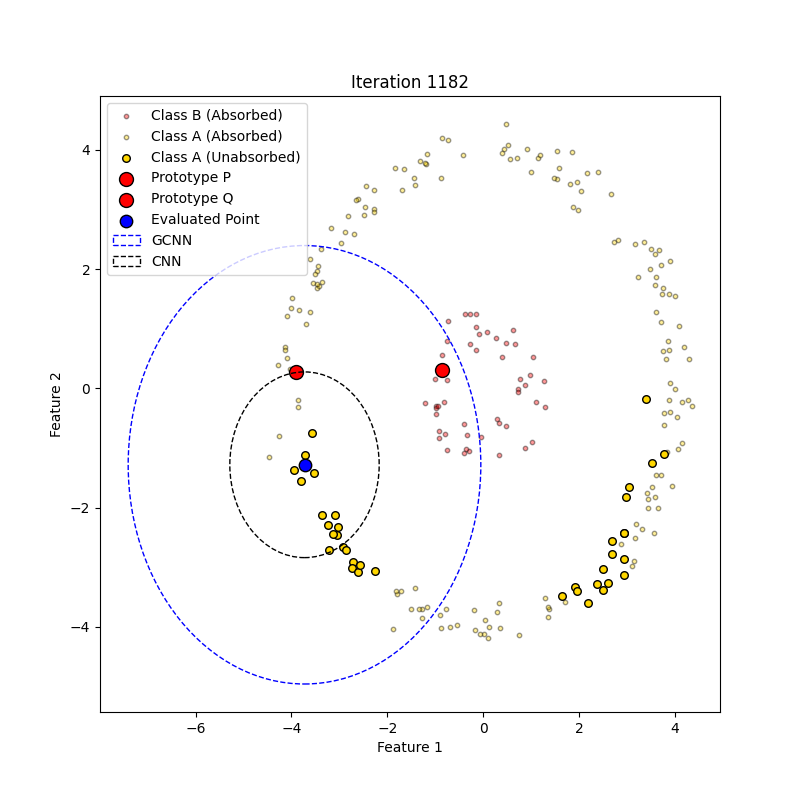 Iteration 1182
Class B (Absorbed)
Class A (Absorbed)
Class A (Unabsorbed)
Prototype P
Prototype Q
Evaluated Point
GCNN
CNN
Feature 2
4
2
0
−2
−4
−6
−4
−2
0
2
4
Feature 1